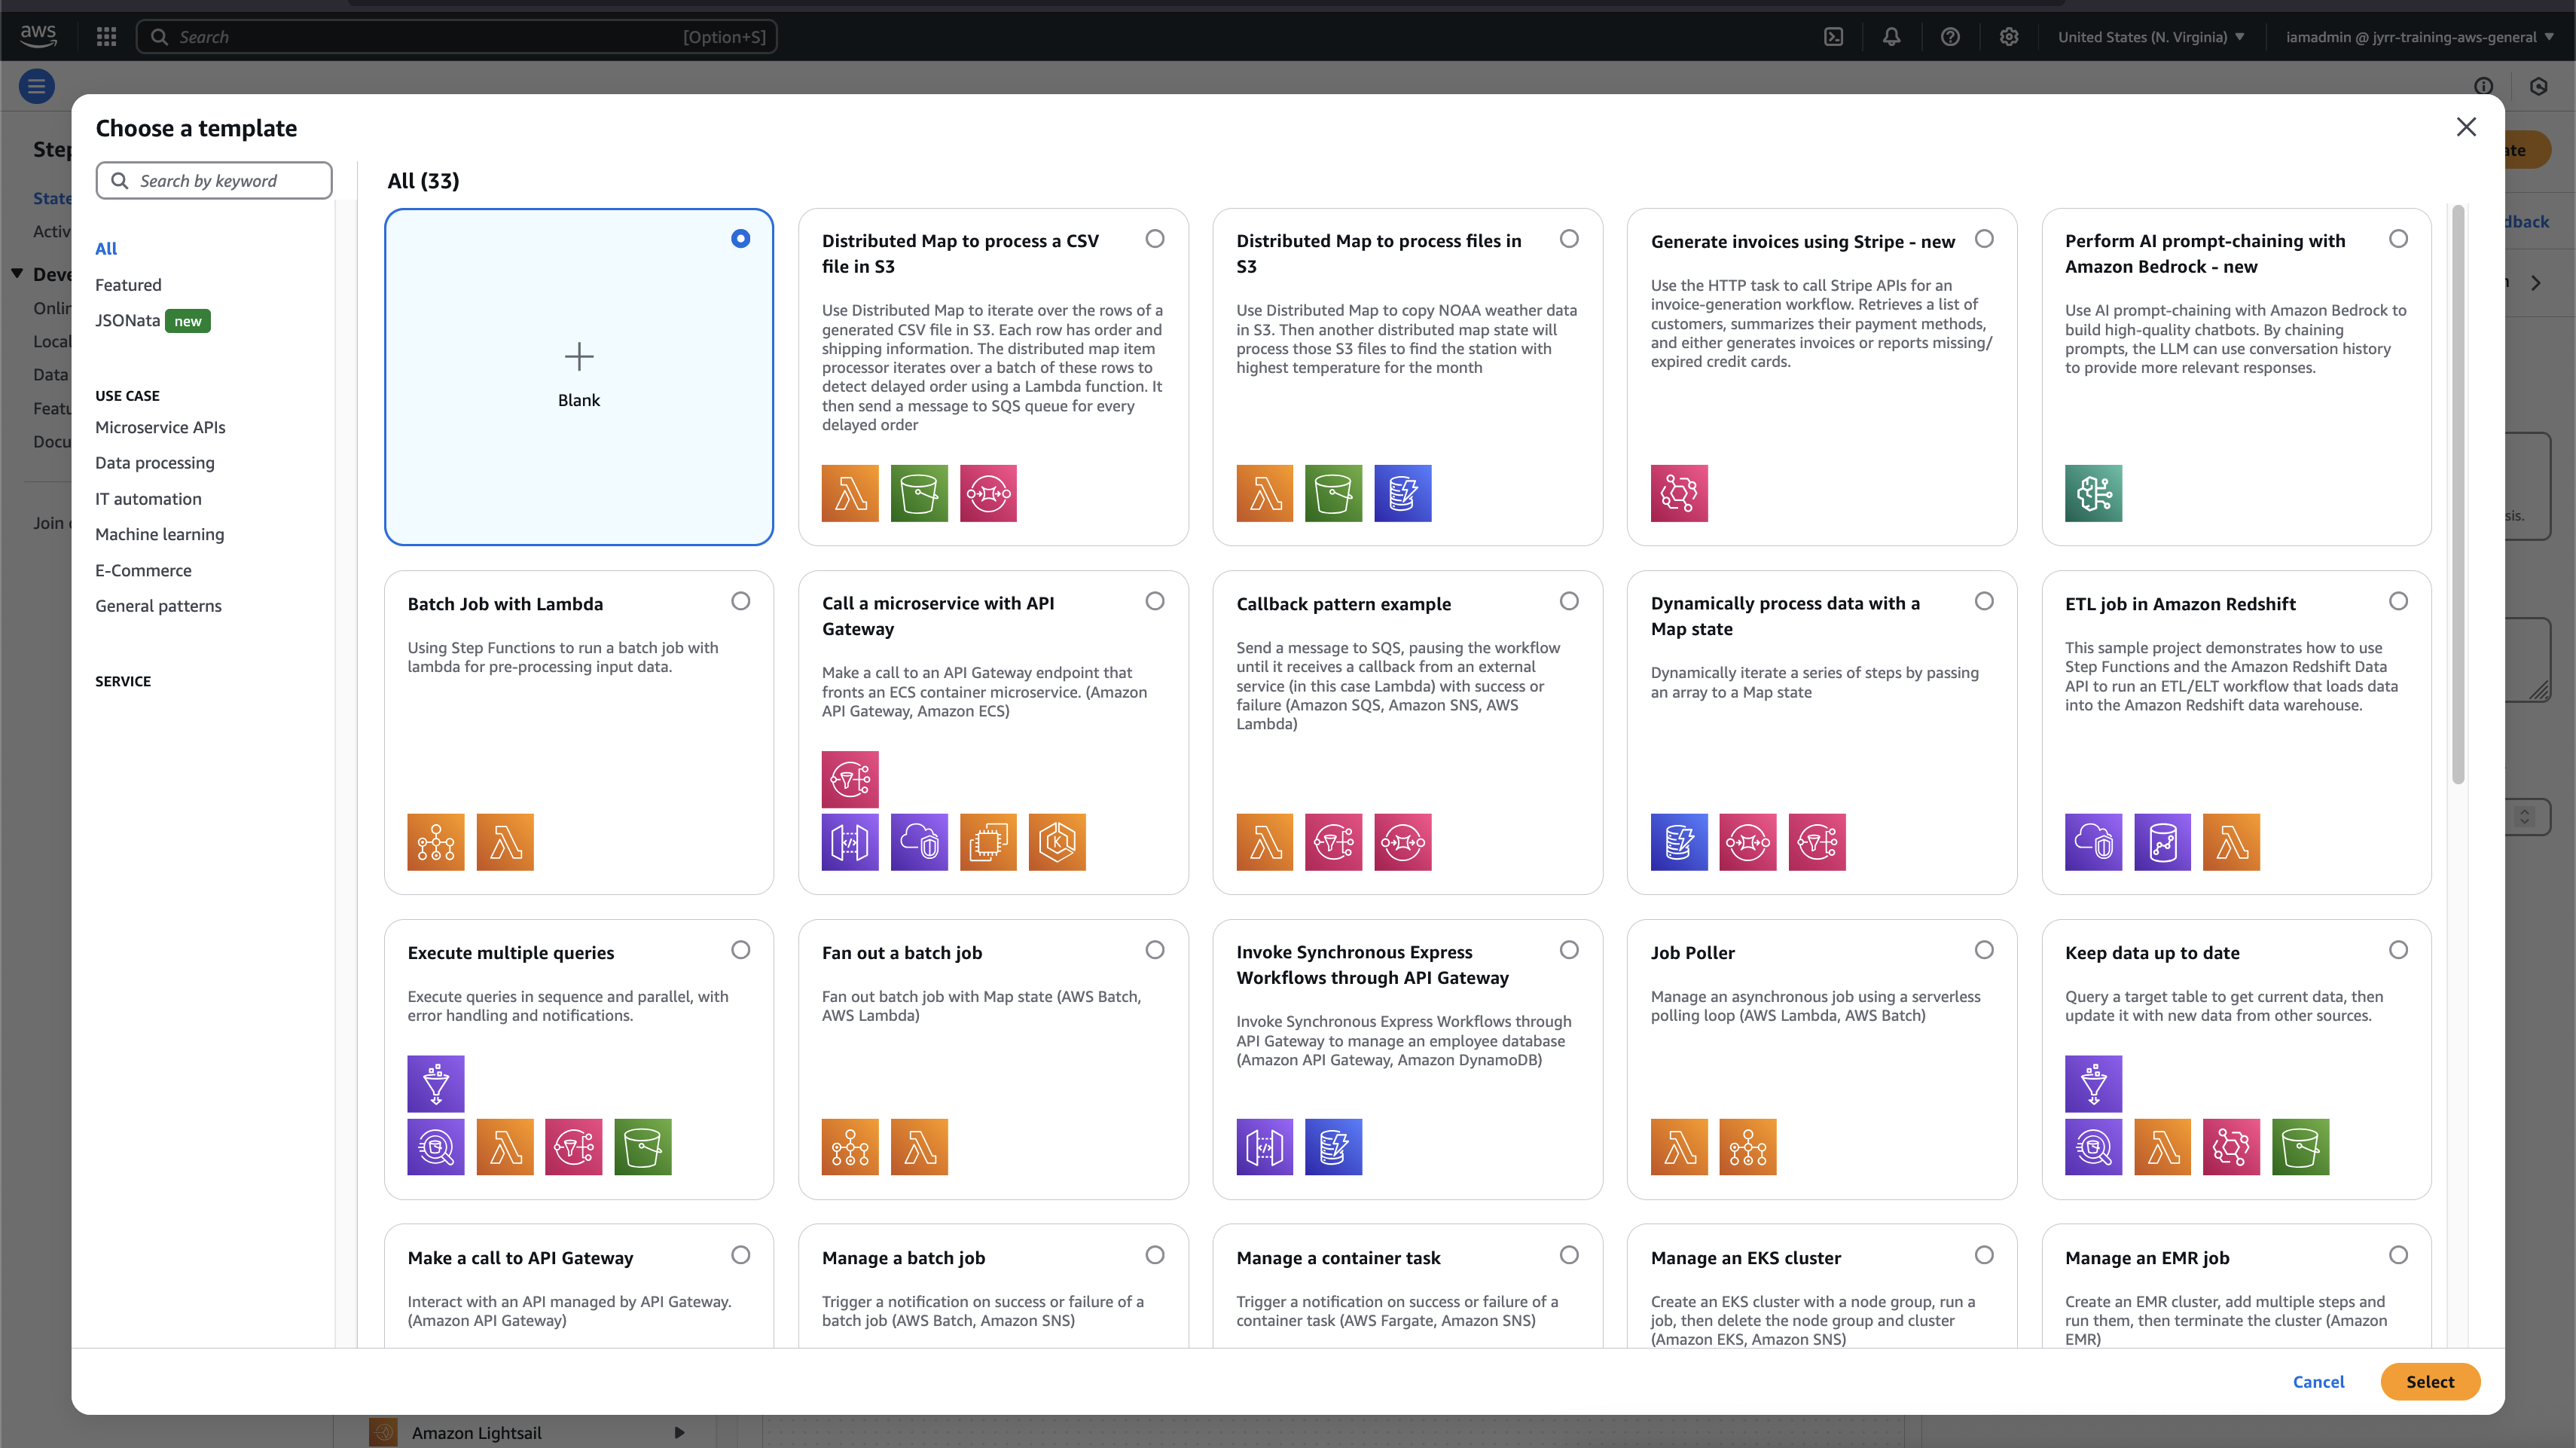 aws
Search
[Option+S]
United States (N. Virginia)
iamadmin @ jyrr-training-aws-general
Choose a template
Search by keyword
All
Featured
JSONata new
USE CASE
Microservice APIs
Data processing
IT automation
Machine learning
E-Commerce
General patterns
SERVICE
All (33)
Blank
Distributed Map to process a CSV
file in S3
Use Distributed Map to iterate over the rows of a
generated CSV file in S3. Each row has order and
shipping information. The distributed map item
processor iterates over a batch of these rows to
detect delayed order using a Lambda function. It
then send a message to SQS queue for every
delayed order
Distributed Map to process files in
S3
Use Distributed Map to copy NOAA weather data
in S3. Then another distributed map state will
process those S3 files to find the station with
highest temperature for the month
Generate invoices using Stripe - new
Use the HTTP task to call Stripe APIs for an
invoice-generation workflow. Retrieves a list of
customers, summarizes their payment methods,
and either generates invoices or reports missing/
expired credit cards.
Perform AI prompt-chaining with
Amazon Bedrock - new
Use AI prompt-chaining with Amazon Bedrock to
build high-quality chatbots. By chaining
prompts, the LLM can use conversation history
to provide more relevant responses.
Batch Job with Lambda
Using Step Functions to run a batch job with
lambda for pre-processing input data.
Call a microservice with API
Gateway
Make a call to an API Gateway endpoint that
fronts an ECS container microservice. (Amazon
API Gateway, Amazon ECS)
Callback pattern example
Send a message to SQS, pausing the workflow
until it receives a callback from an external
service (in this case Lambda) with success or
failure (Amazon SQS, Amazon SNS, AWS
Lambda)
Dynamically process data with a
Map state
Dynamically iterate a series of steps by passing
an array to a Map state
ETL job in Amazon Redshift
This sample project demonstrates how to use
Step Functions and the Amazon Redshift Data
API to run an ETL/ELT workflow that loads data
into the Amazon Redshift data warehouse.
Execute multiple queries
Execute queries in sequence and parallel, with
error handling and notifications.
Fan out a batch job
Fan out batch job with Map state (AWS Batch,
AWS Lambda)
Invoke Synchronous Express
Workflows through API Gateway
Invoke Synchronous Express Workflows through
API Gateway to manage an employee database
(Amazon API Gateway, Amazon DynamoDB)
Job Poller
Manage an asynchronous job using a serverless
polling loop (AWS Lambda, AWS Batch)
Keep data up to date
Query a target table to get current data, then
update it with new data from other sources.
Make a call to API Gateway
Interact with an API managed by API Gateway.
(Amazon API Gateway)
Manage a batch job
Trigger a notification on success or failure of a
batch job (AWS Batch, Amazon SNS)
Manage a container task
Trigger a notification on success or failure of a
container task (AWS Fargate, Amazon SNS)
Manage an EKS cluster
Create an EKS cluster with a node group, run a
job, then delete the node group and cluster
(Amazon EKS, Amazon SNS)
Manage an EMR job
Create an EMR cluster, add multiple steps and
run them, then terminate the cluster (Amazon
EMR)
Cancel
Select
Step
State
Activ
Deve
Onlin
Local
Data
Featu
Docu
Join
dback
sis.
Amazon Lightsail